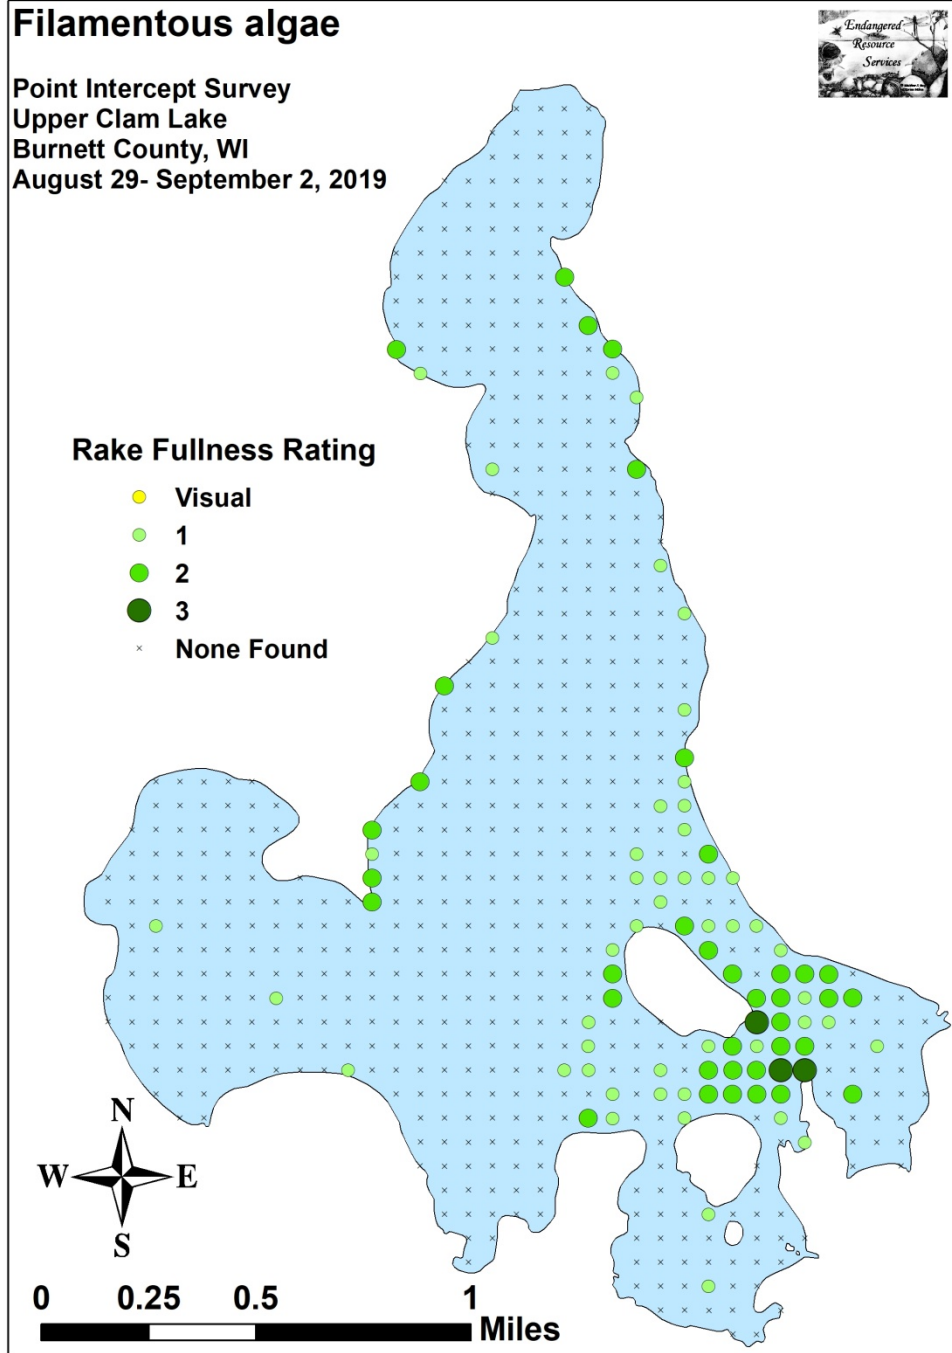 Filamentous algae
Point Intercept Survey
Upper Clam Lake
Burnett County, WI
August 29- September 2, 2019
Endangered
Resource
Services
Rake Fullness Rating
Visual
1
2
3
None Found
N
W E
S
0 0.25 0.5 1
Miles